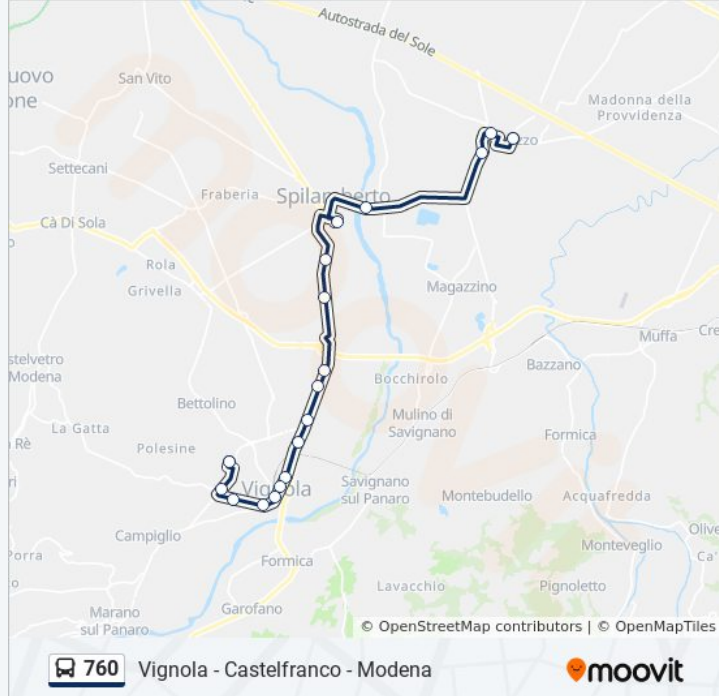 Autostrada del Sole
uovo
one
San Vito
Madonna della
Provvidenza
zzo
Settecani
Fraberia
Spilamberto
Cà Di Sola
Rola
Grivella
Magazzino
Muffa
Cre
stelvetro
Modena
Bazzano
Bocchirolo
Bettolino
Mulino di
Savignano
La Gatta
Rè
Polesine
Formica
ri
Vignola
Savignano
sul Panaro
Montebudello
Acquafredda
Campiglio
Olive
Monteveglio
Ca'
Porra
Formica
co
Lavacchio
Pignoletto
Marano
sul Panaro
Garofano
© OpenStreetMap contributors | © OpenMapTiles
760 Vignola - Castelfranco - Modena
moovit